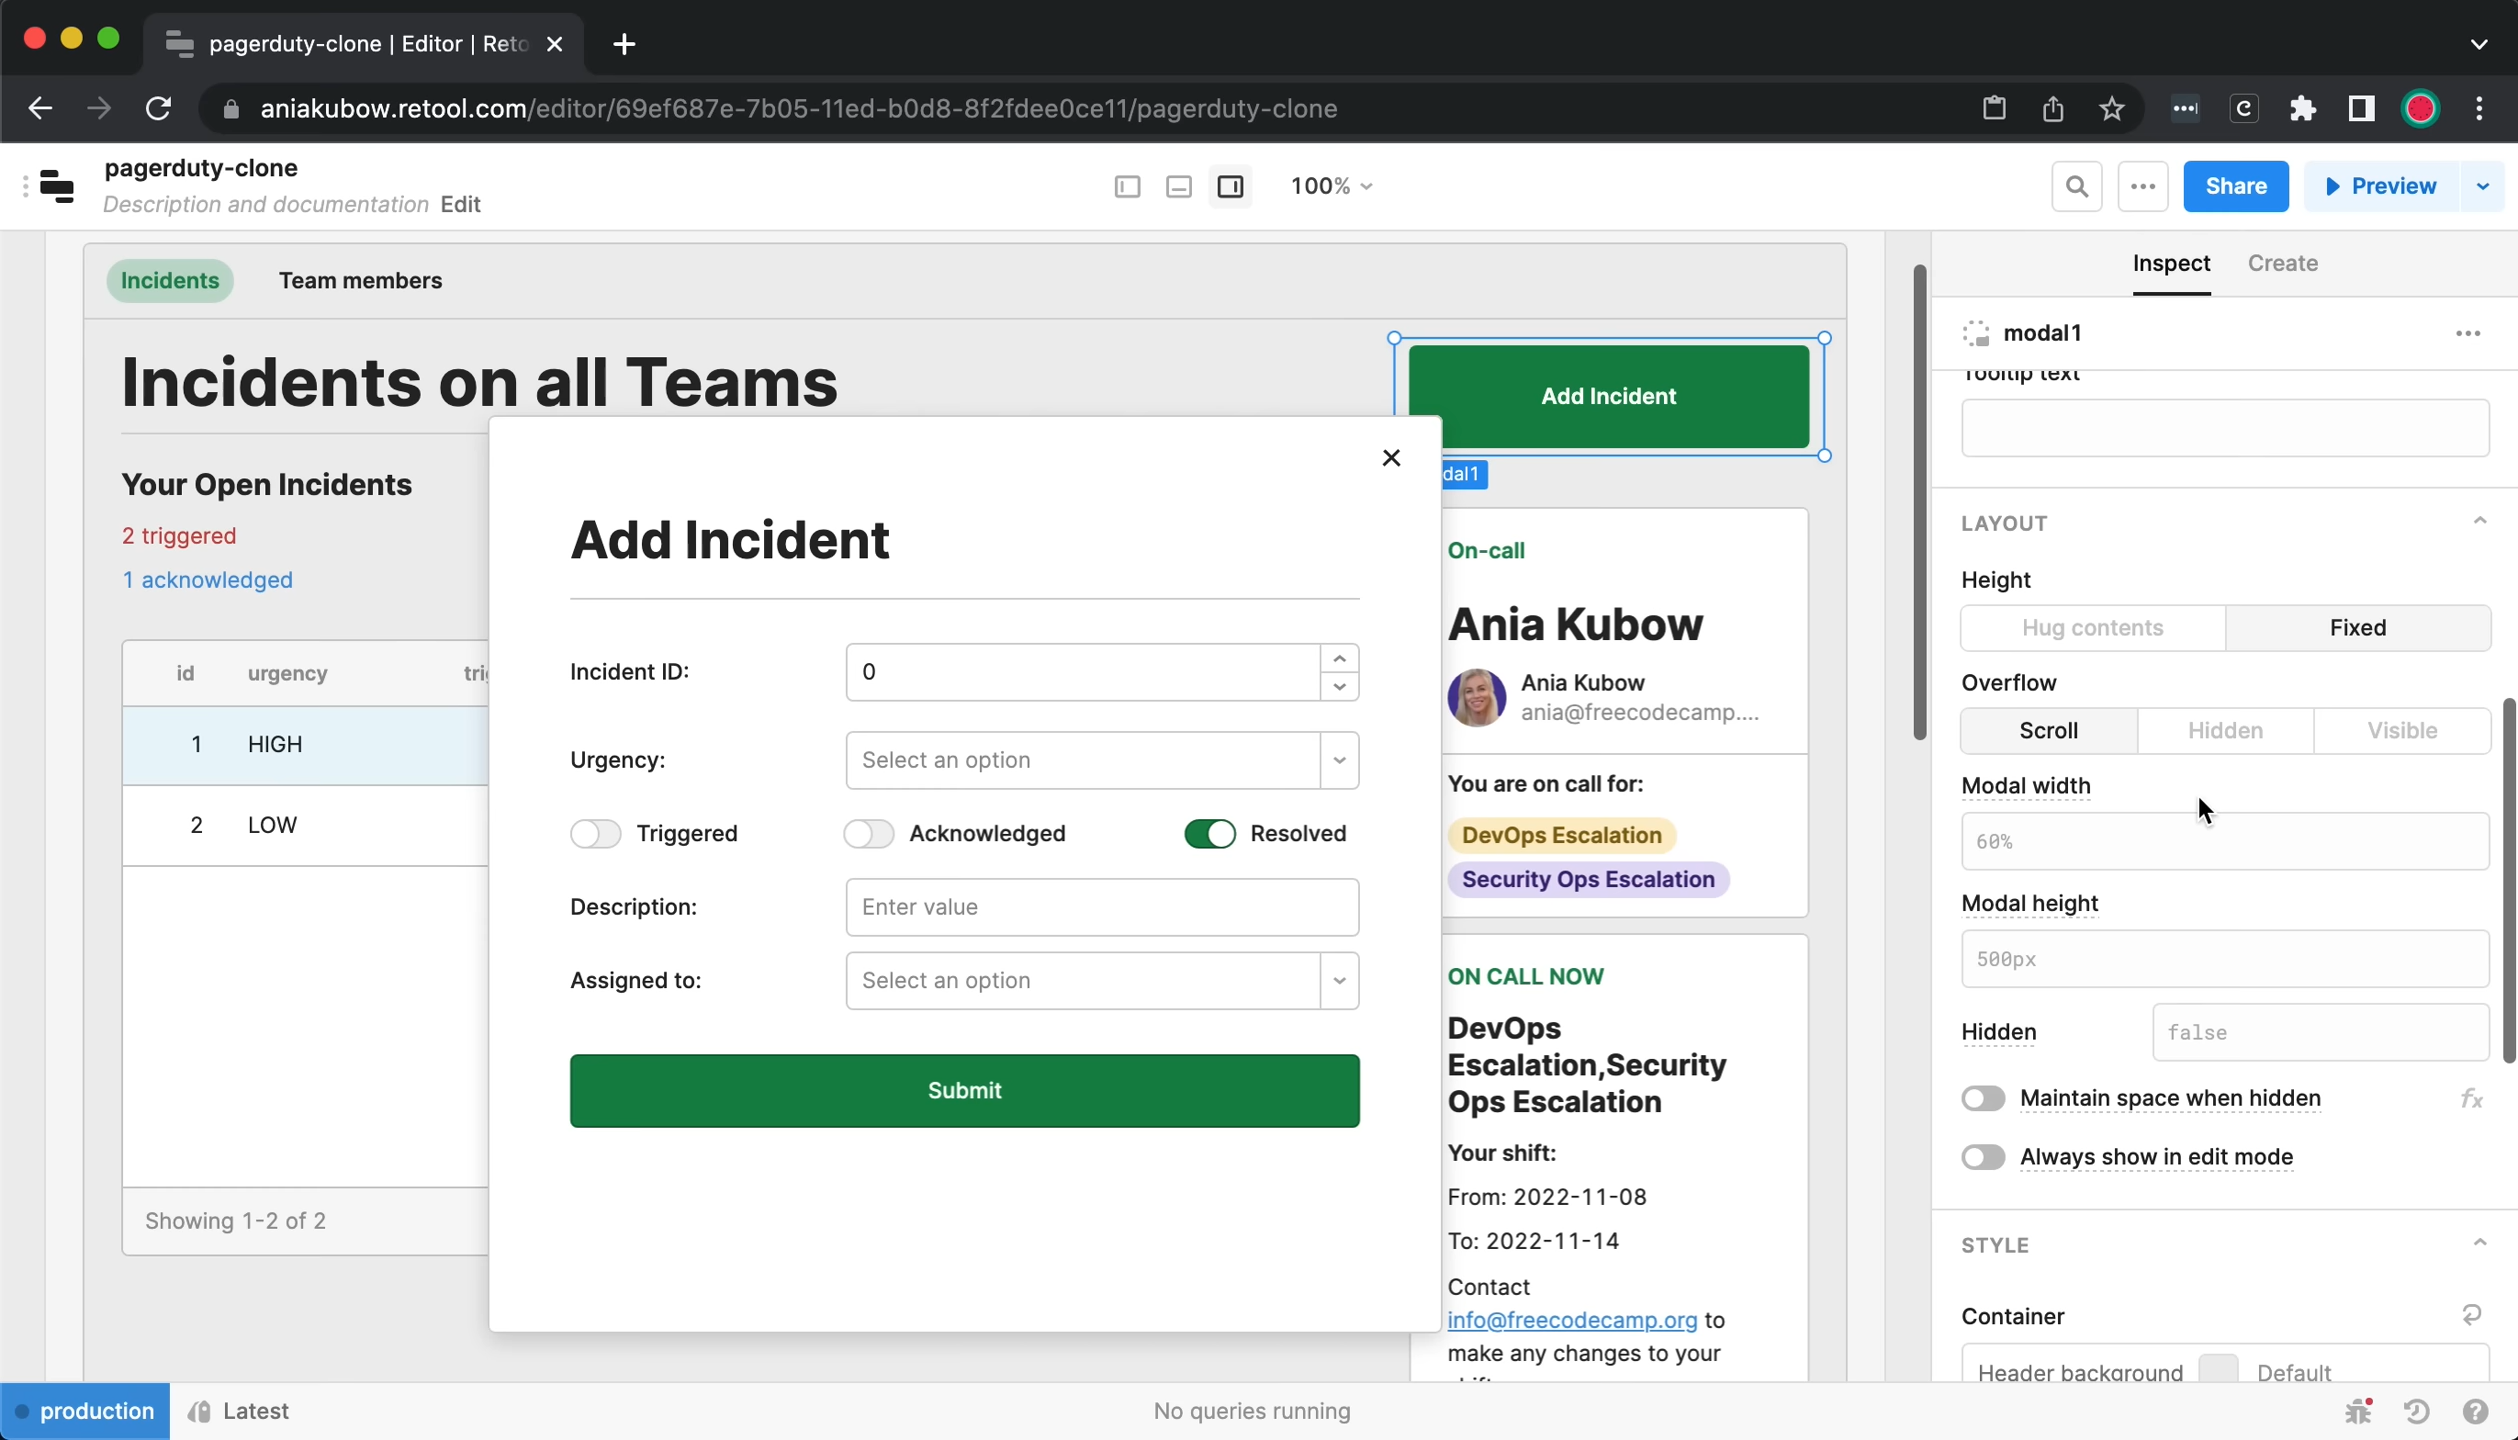 pagerduty-clone | Editor | Reto
aniakubow.retool.com/editor/69ef687e-7b05-11ed-b0d8-8f2fdee0ce11/pagerduty-clone
pagerduty-clone
Description and documentation Edit
100%
Share
Preview
Incidents
Team members
Incidents on all Teams
Add Incident
dal1
Your Open Incidents
2 triggered
1 acknowledged
id urgency tri
1 HIGH
2 LOW
Showing 1-2 of 2
Add Incident
Incident ID: 0
Urgency: Select an option
Triggered Acknowledged Resolved
Description: Enter value
Assigned to: Select an option
Submit
On-call
Ania Kubow
Ania Kubow
ania@freecodecamp....
You are on call for:
DevOps Escalation
Security Ops Escalation
ON CALL NOW
DevOps
Escalation,Security
Ops Escalation
Your shift:
From: 2022-11-08
To: 2022-11-14
Contact
info@freecodecamp.org to
make any changes to your
Inspect Create
modal1
Tooltip text
LAYOUT
Height
Hug contents Fixed
Overflow
Scroll Hidden Visible
Modal width
60%
Modal height
500px
Hidden false
Maintain space when hidden fx
Always show in edit mode
STYLE
Container
Header background Default
production Latest
No queries running